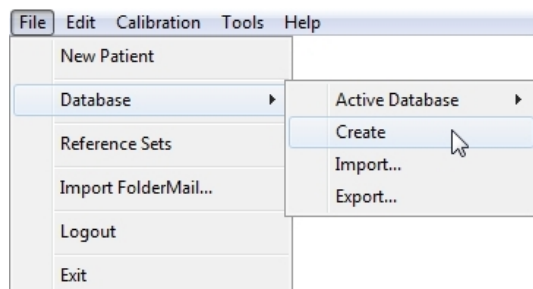 File Edit Calibration Tools Help
New Patient
Database
Reference Sets
Import FolderMail...
Logout
Exit
Active Database
Create
Import...
Export...